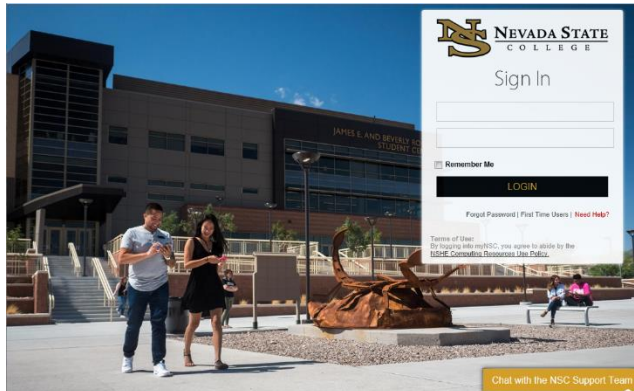 JAMES E. AND BEVERLY
STUDENT
NS
NEVADA STATE
COLLEGE
Sign In
Remember Me
LOGIN
Forgot Password | First Time Users | Need Help?
Terms of Use:
By logging into myNSC, you agree to abide by the
NSHE Computing Resources Use Policy.
Chat with the NSC Support Team